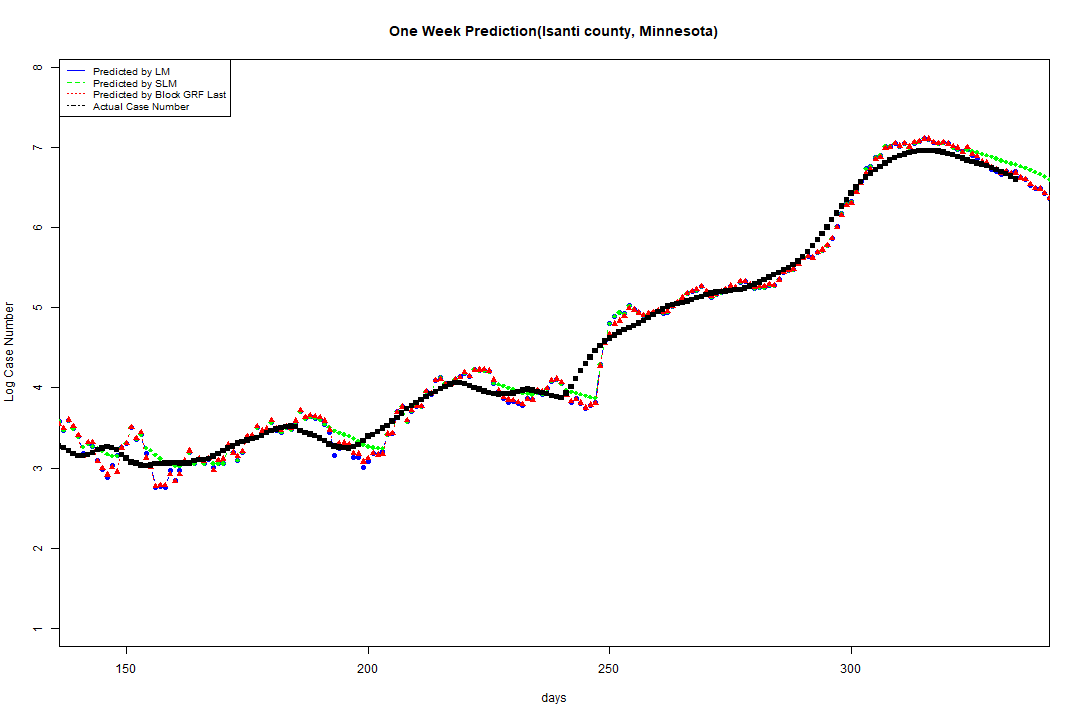 One Week Prediction(Isanti county, Minnesota)
Predicted by LM
Predicted by SLM
Predicted by Block GRF Last
Actual Case Number
8
7
6
5
4
3
2
1
Log Case Number
150 200 250 300
days